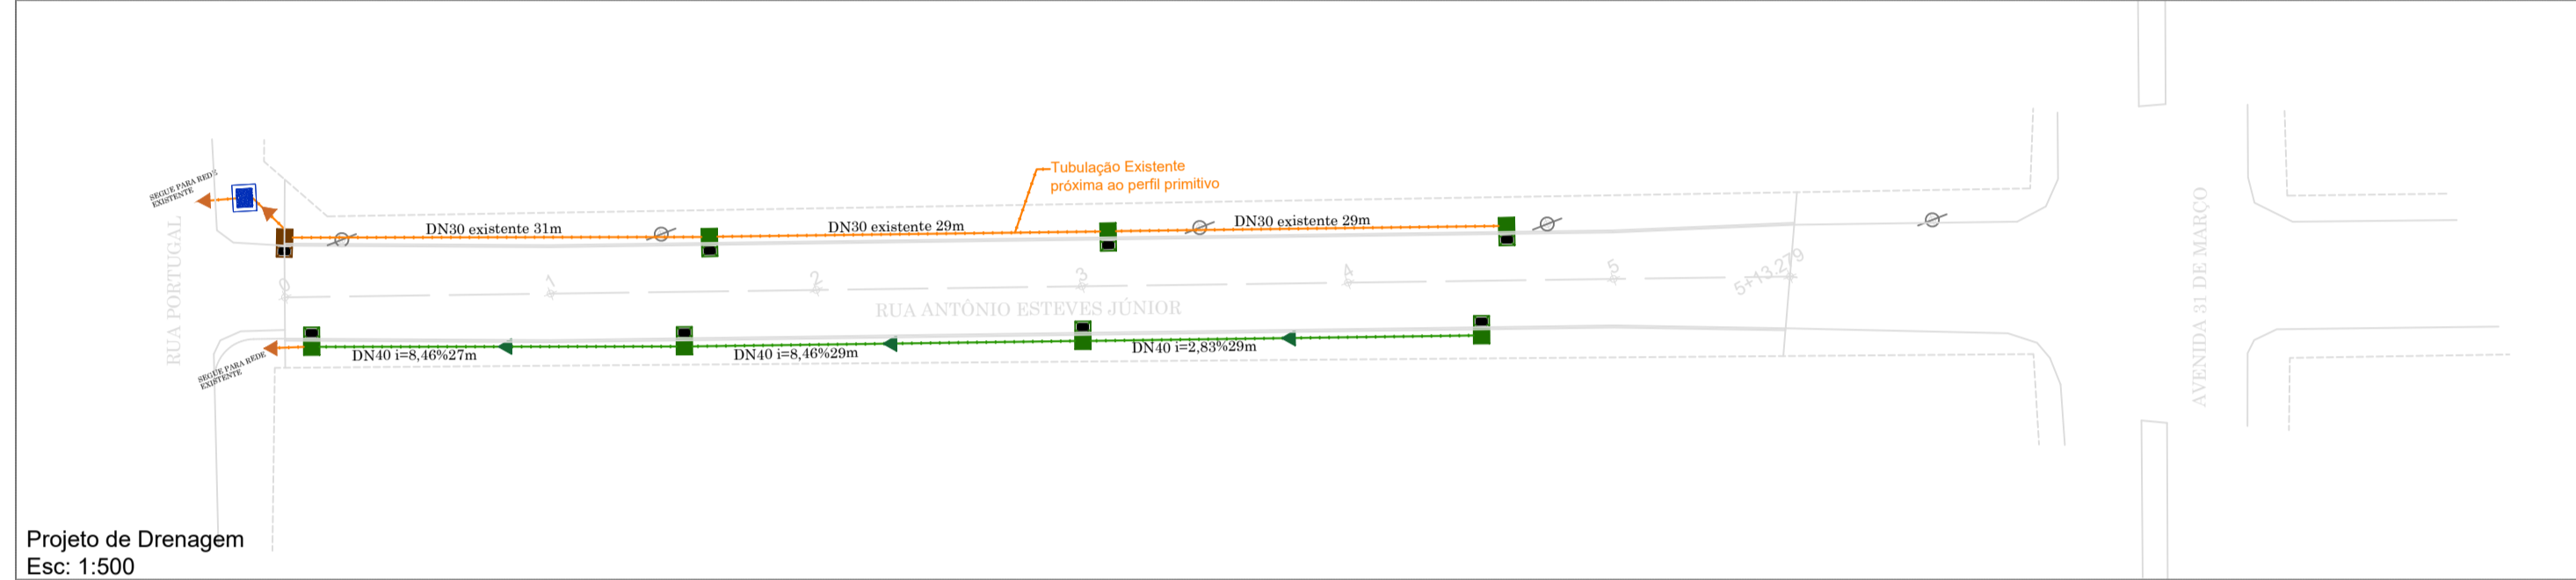 Tubulação Existente
próxima ao perfil primitivo
SEGUE PARA REDE
EXISTENTE
DN30 existente 31m
DN30 existente 29m
DN30 existente 29m
RUA PORTUGAL
0
1
2
3
4
5
5+13.279
RUA ANTÔNIO ESTEVES JÚNIOR
AVENIDA 31 DE MARÇO
SEGUE PARA REDE
EXISTENTE
DN40 i=8,46%27m
DN40 i=8,46%29m
DN40 i=2,83%29m
Projeto de Drenagem
Esc: 1:500